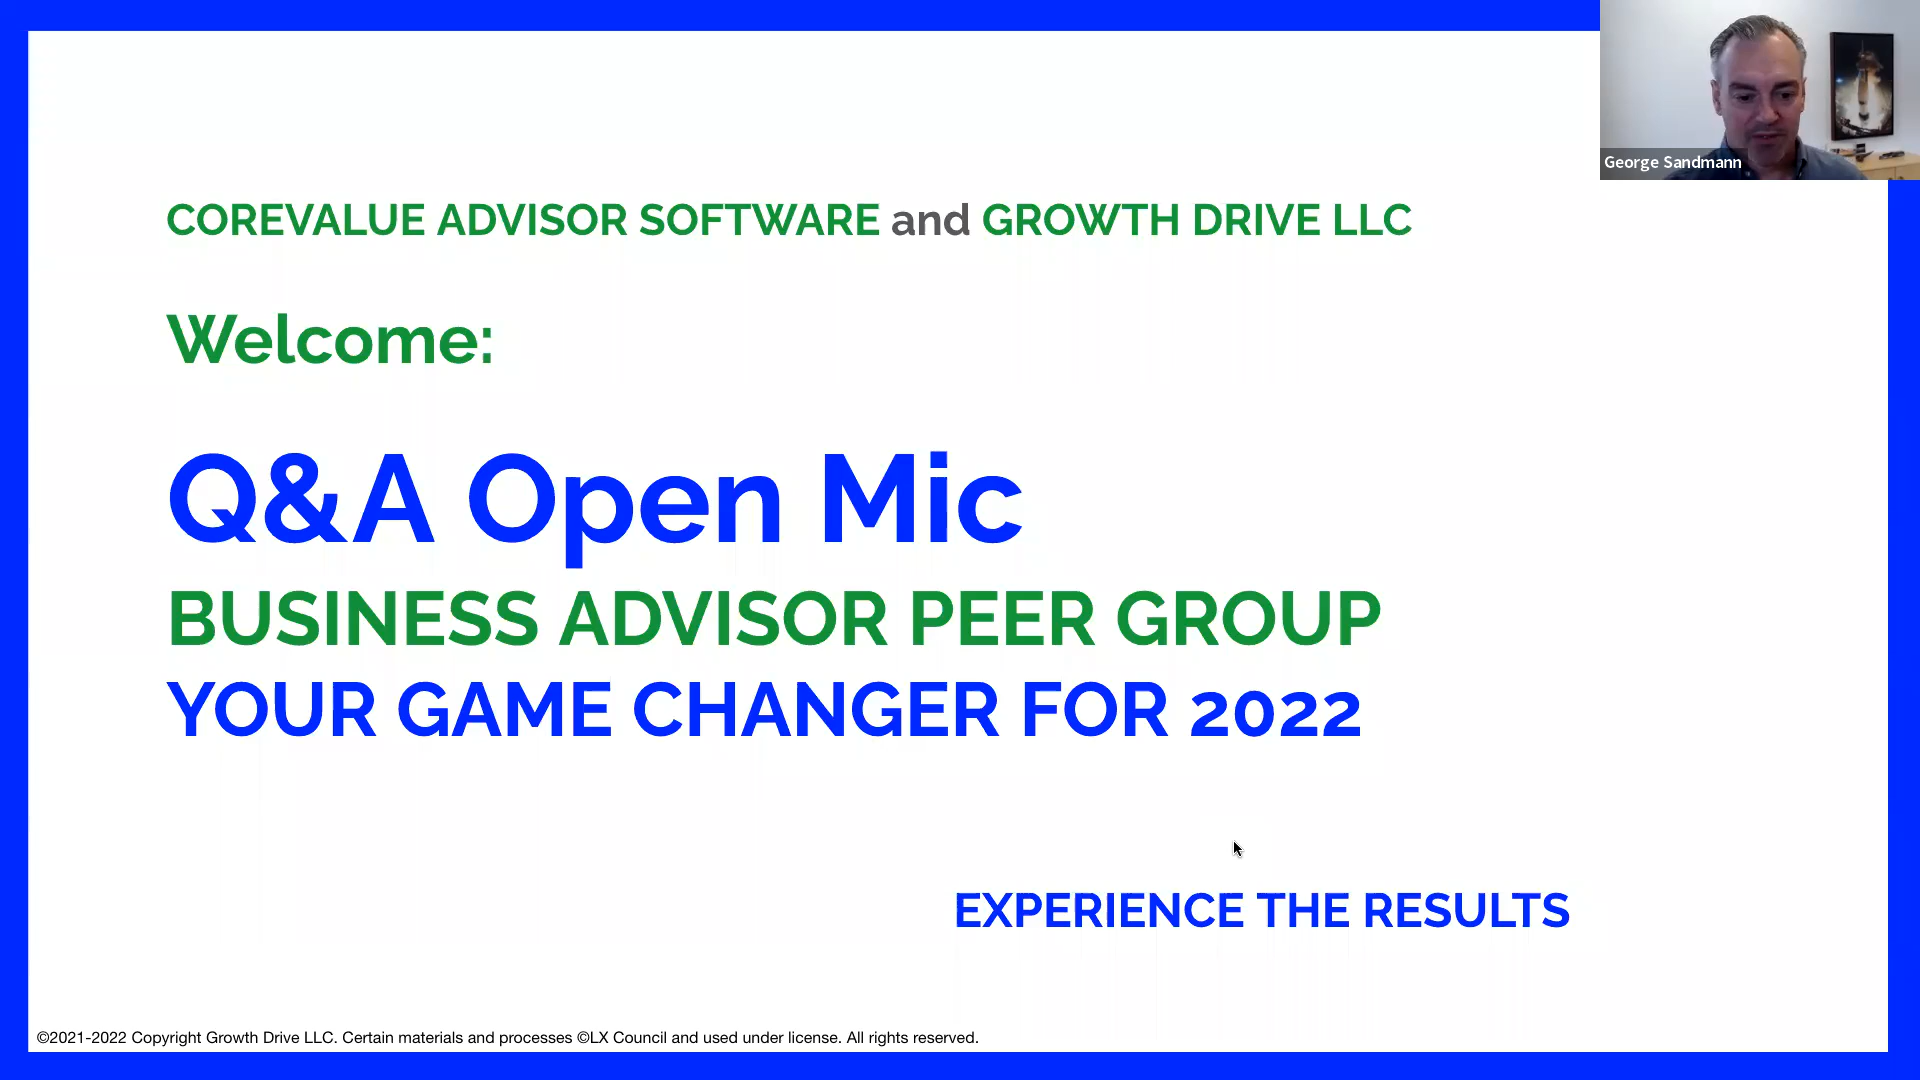 George Sandmann
COREVALUE ADVISOR SOFTWARE and GROWTH DRIVE LLC
Welcome:
Q&A Open Mic
BUSINESS ADVISOR PEER GROUP
YOUR GAME CHANGER FOR 2022
EXPERIENCE THE RESULTS
©2021-2022 Copyright Growth Drive LLC. Certain materials and processes ©LX Council and used under license. All rights reserved.